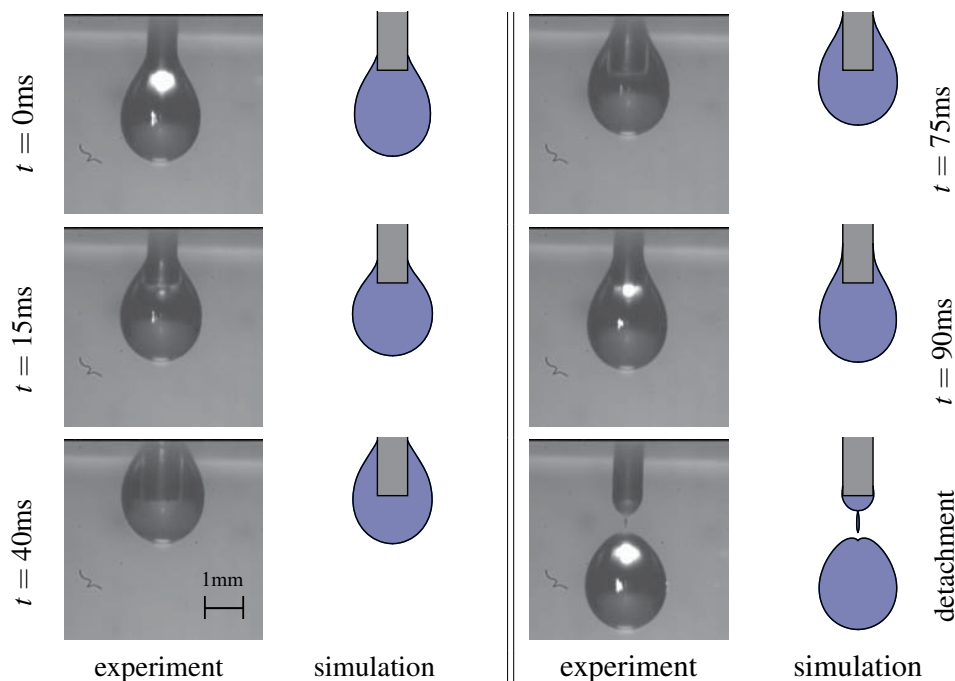 t = 0ms
t = 75ms
t = 15ms
t = 90ms
t = 40ms
1mm
detachment
experiment simulation experiment simulation